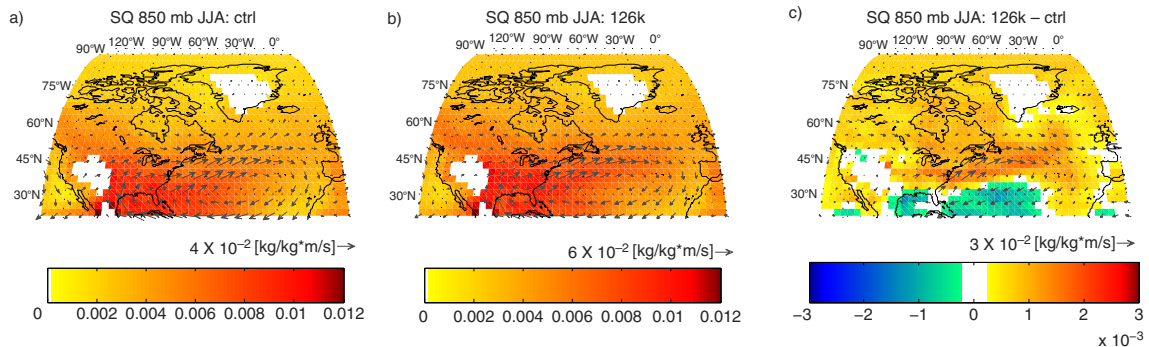 a)
SQ 850 mb JJA: ctrl
90°W 120°W 90°W 60°W 30°W 0°
75°W
60°N
45°N
30°N
4 X 10⁻² [kg/kg*m/s]
0 0.002 0.004 0.006 0.008 0.01 0.012
b)
SQ 850 mb JJA: 126k
90°W 120°W 90°W 60°W 30°W 0°
75°N
60°N
45°N
30°N
6 X 10⁻² [kg/kg*m/s]
0 0.002 0.004 0.006 0.008 0.01 0.012
c)
SQ 850 mb JJA: 126k – ctrl
90°W 120°W 90°W 60°W 30°W 0°
75°N
60°N
45°N
30°N
3 X 10⁻² [kg/kg*m/s]
−3 −2 −1 0 1 2 3
x 10⁻³